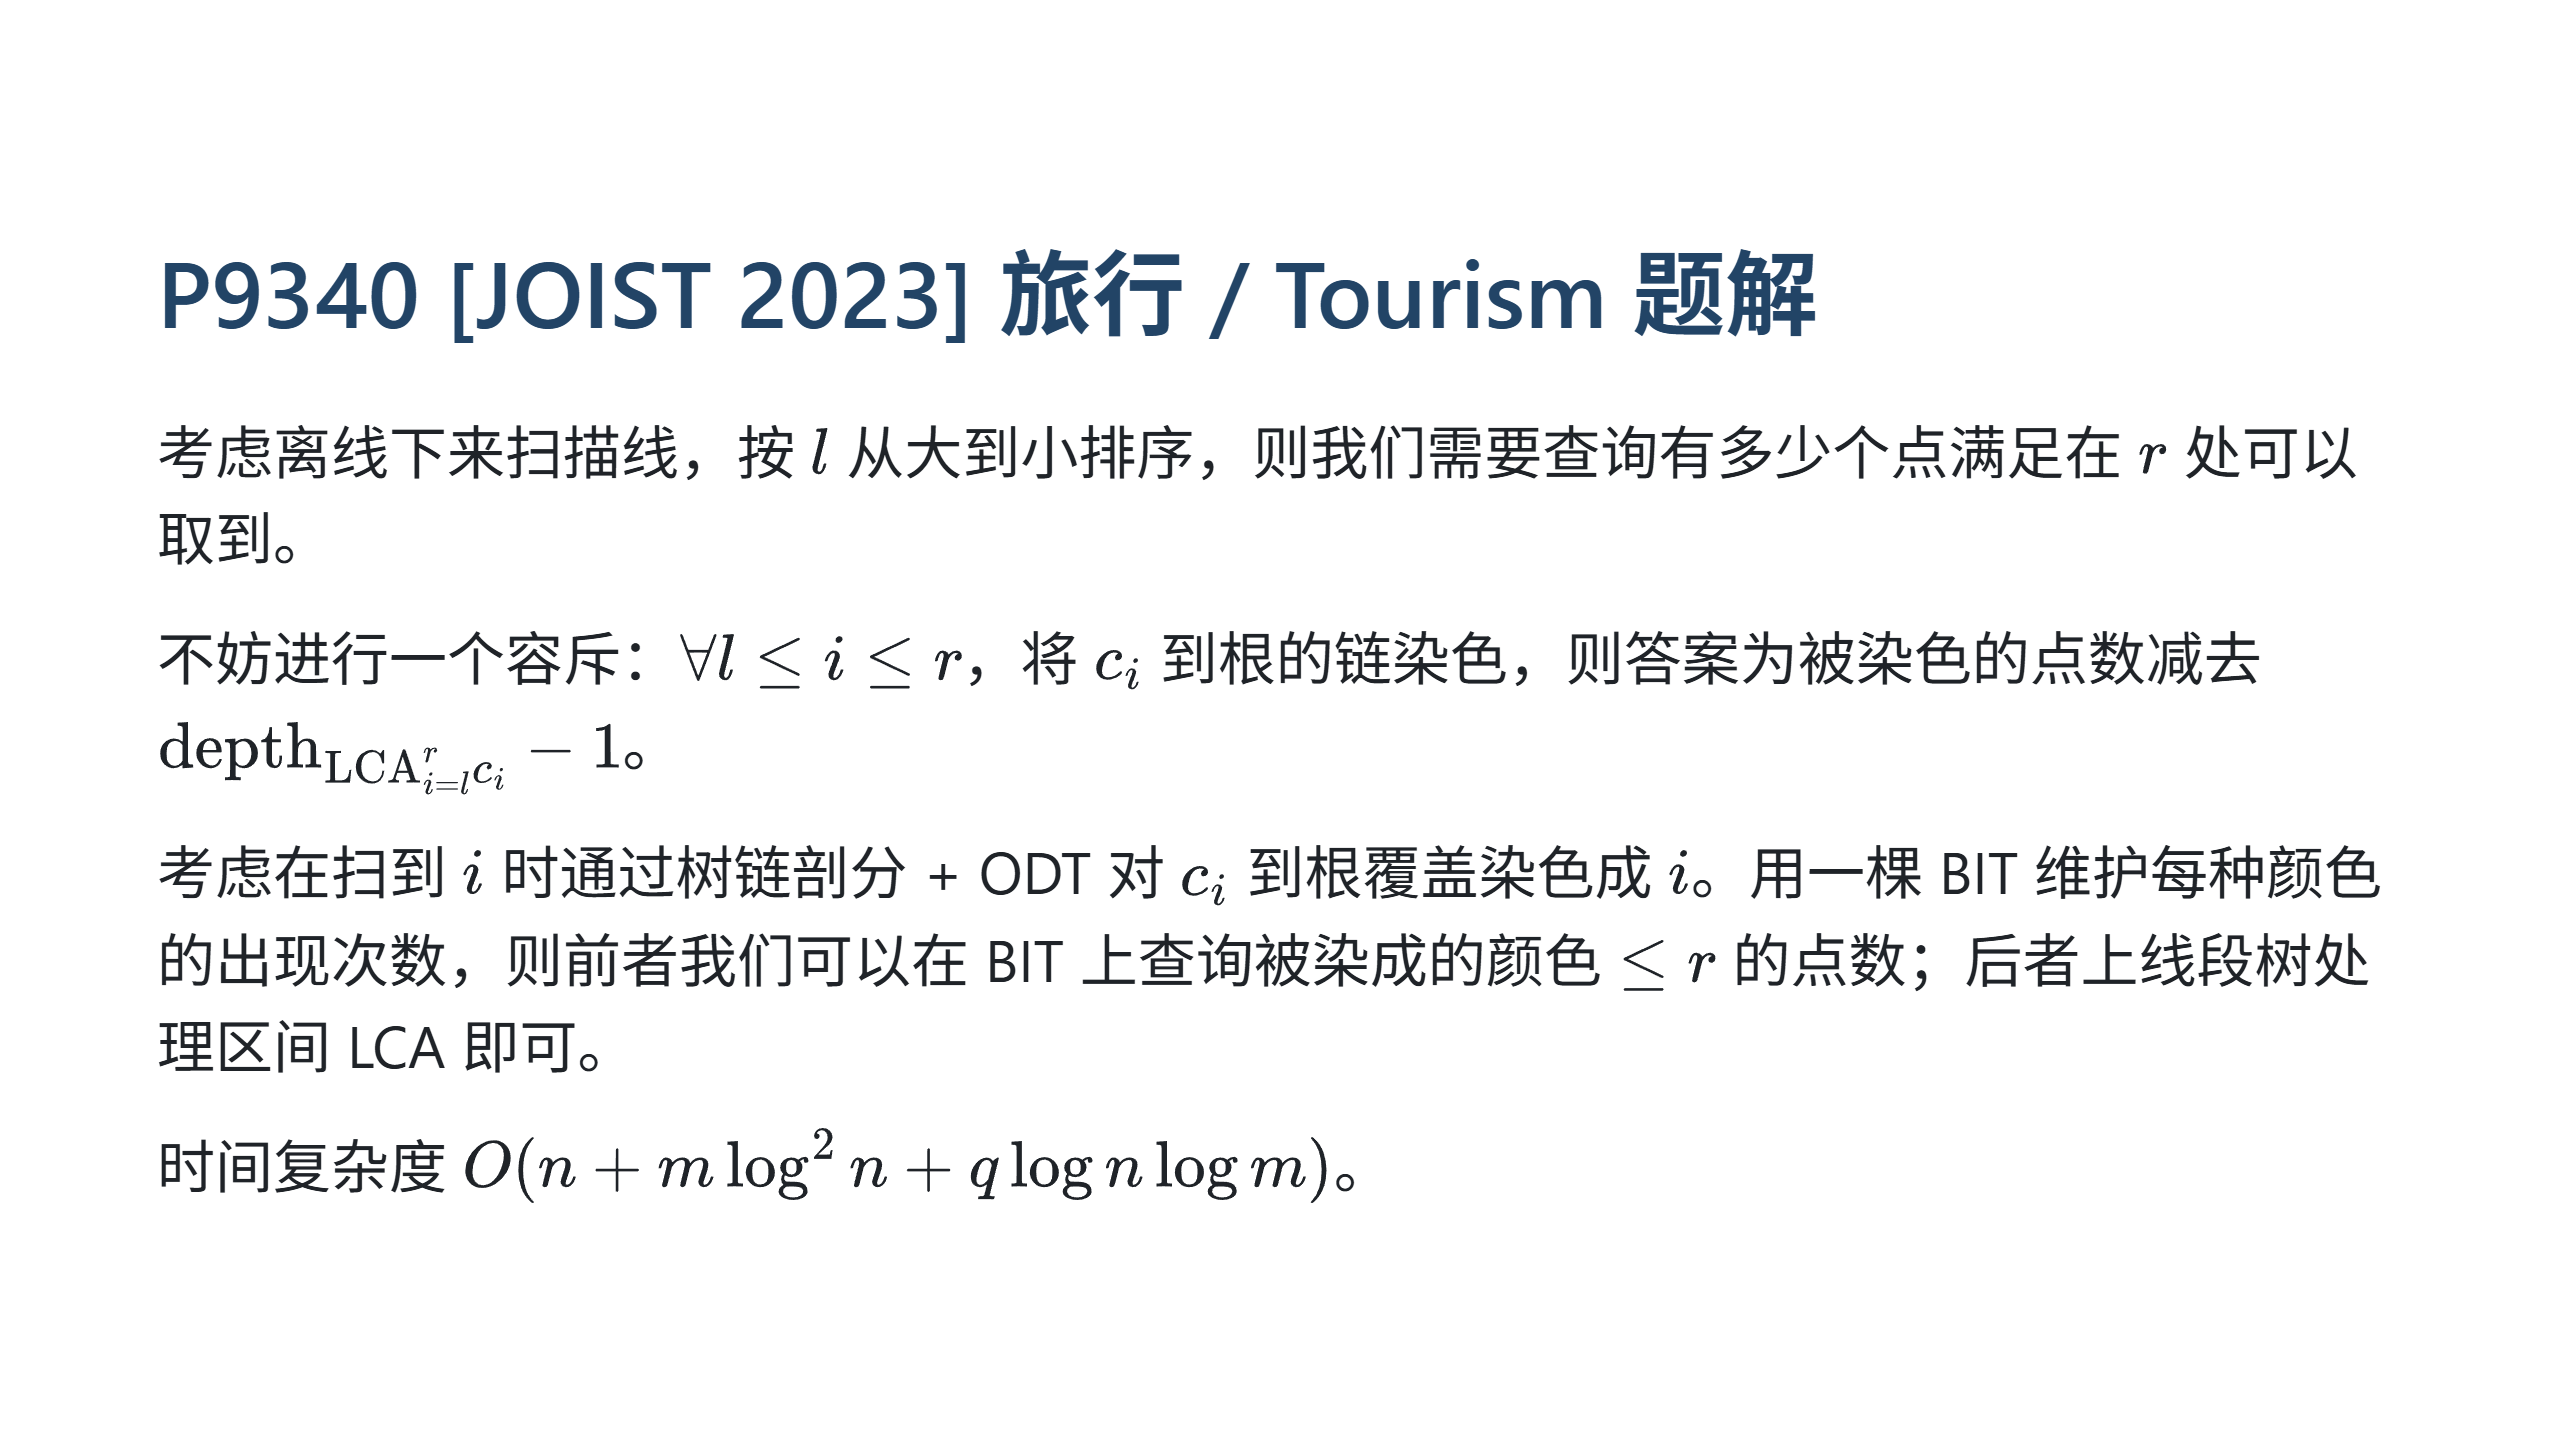 P9340 [JOIST 2023] 旅行 / Tourism 题解
考虑离线下来扫描线，按 $l$ 从大到小排序，则我们需要查询有多少个点满足在 $r$ 处可以
取到。
不妨进行一个容斥：$\forall l \le i \le r$，将 $c_i$ 到根的链染色，则答案为被染色的点数减去
$\mathrm{depth}_{\mathrm{LCA}_{i=l}^{r} c_i} - 1$。
考虑在扫到 $i$ 时通过树链剖分 + ODT 对 $c_i$ 到根覆盖染色成 $i$。用一棵 BIT 维护每种颜色
的出现次数，则前者我们可以在 BIT 上查询被染成的颜色 $\le r$ 的点数；后者上线段树处
理区间 LCA 即可。
时间复杂度 $O(n + m \log^2 n + q \log n \log m)$。